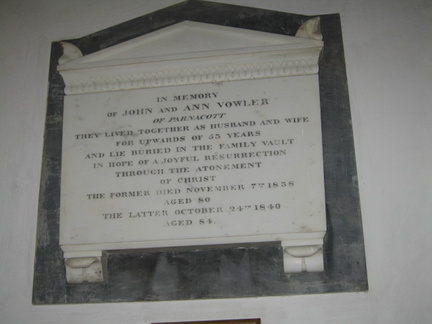 IN MEMORY
OF JOHN AND ANN VOWLER
OF PARNACOTT
THEY LIVED TOGETHER AS HUSBAND AND WIFE
FOR UPWARDS OF 55 YEARS
AND LIE BURIED IN THE FAMILY VAULT
IN HOPE OF A JOYFUL RESURRECTION
THROUGH THE ATONEMENT
OF CHRIST
THE FORMER DIED NOVEMBER 7TH 1838
AGED 80
THE LATTER OCTOBER 24TH 1840
AGED 84.